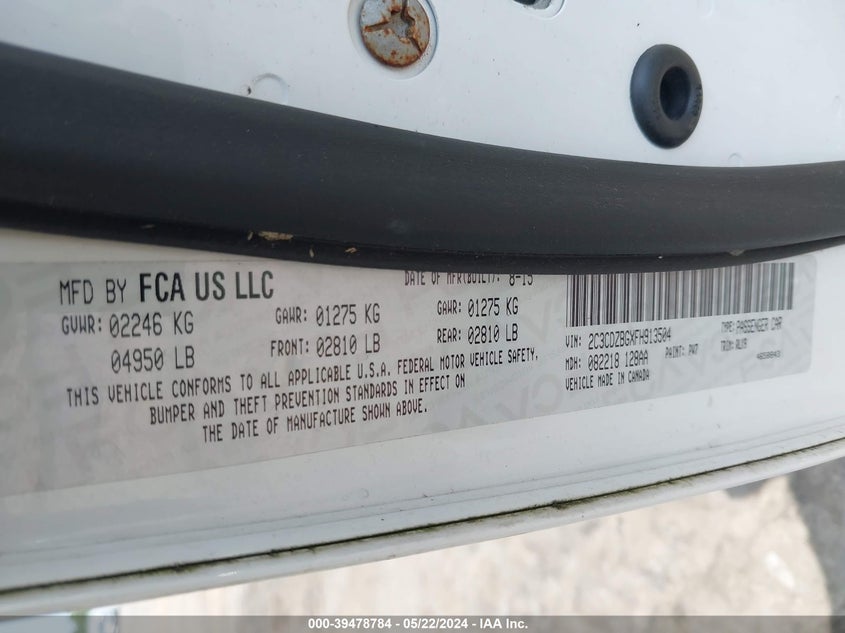 MFD BY FCA US LLC
DATE OF MFR(BUILT): 8-15
GVWR: 02246 KG
04950 LB
GAWR: 01275 KG
FRONT: 02810 LB
GAWR: 01275 KG
REAR: 02810 LB
THIS VEHICLE CONFORMS TO ALL APPLICABLE U.S.A. FEDERAL MOTOR VEHICLE SAFETY,
BUMPER AND THEFT PREVENTION STANDARDS IN EFFECT ON
THE DATE OF MANUFACTURE SHOWN ABOVE.
VIN: 2C3CDZBGXFH913504
TYPE: PASSENGER CAR
MDH: 082218 128AA
PAINT: PW7
TRIM:
VEHICLE MADE IN CANADA
000-39478784 - 05/22/2024 - IAA Inc.